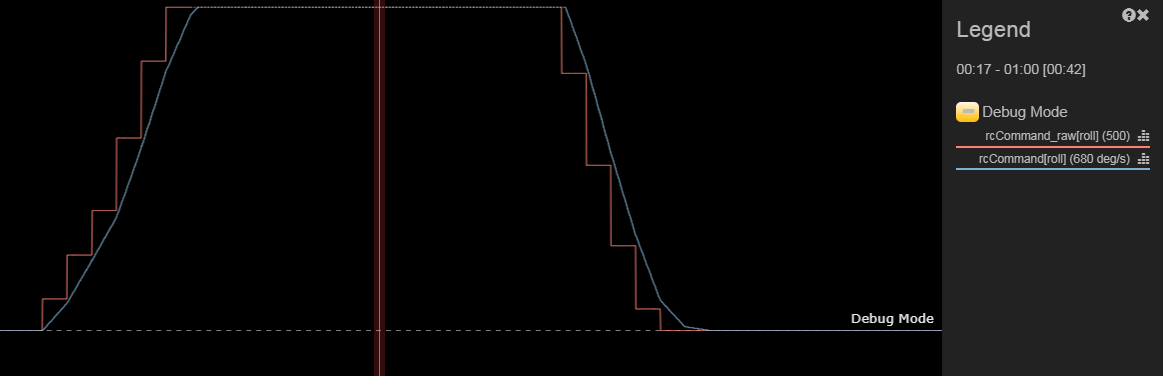 Legend
00:17 - 01:00 [00:42]
Debug Mode
rcCommand_raw[roll] (500)
rcCommand[roll] (680 deg/s)
Debug Mode